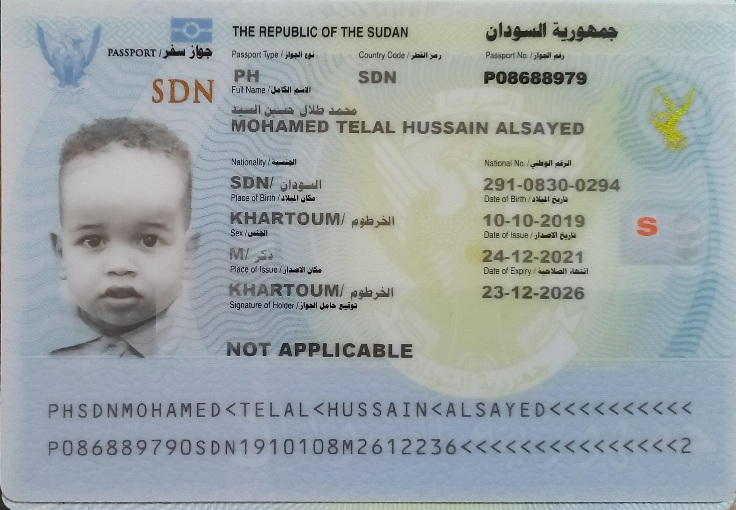 THE REPUBLIC OF THE SUDAN جمهورية السودان
PASSPORT / جواز سفر
Passport Type / نوع الجواز Country Code / رمز القطر Passport No. / رقم الجواز
PH SDN P08688979
SDN
Full Name / الاسم الكامل
محمد طلال حسين السيد
MOHAMED TELAL HUSSAIN ALSAYED
Nationality / الجنسية National No. / الرقم الوطني
SDN/ السودان 291-0830-0294
Place of Birth / مكان الميلاد Date of Birth / تاريخ الميلاد
KHARTOUM/ الخرطوم 10-10-2019
S
Sex / الجنس Date of Issue / تاريخ الاصدار
M/ ذكر 24-12-2021
Place of Issue / مكان الاصدار Date of Expiry / انتهاء الصلاحية
KHARTOUM/ الخرطوم 23-12-2026
Signature of Holder / توقيع حامل الجواز
NOT APPLICABLE
جمهورية السودان
PHSDNMOHAMED<TELAL<HUSSAIN<ALSAYED<<<<<<<<<<
P086889790SDN1910108M2612236<<<<<<<<<<<<<<<2